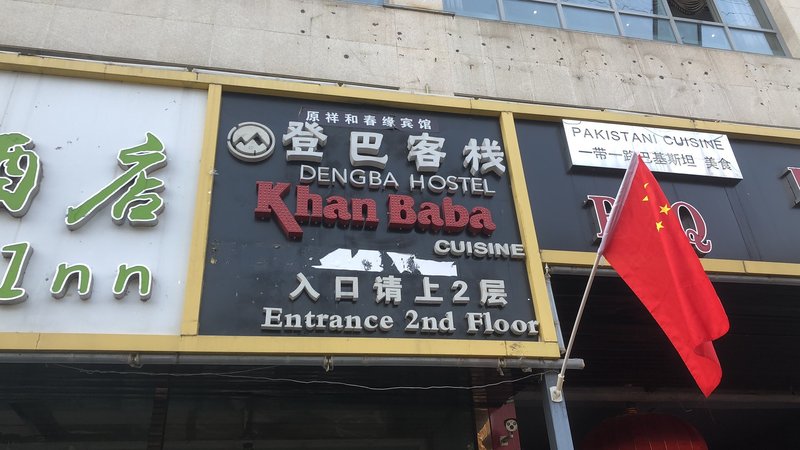 酒店
Inn
原祥和春缘宾馆
登巴客栈
DENGBA HOSTEL
Khan Baba
CUISINE
入口请上2层
Entrance 2nd Floor
PAKISTANI CUISINE
一带一路巴基斯坦 美食